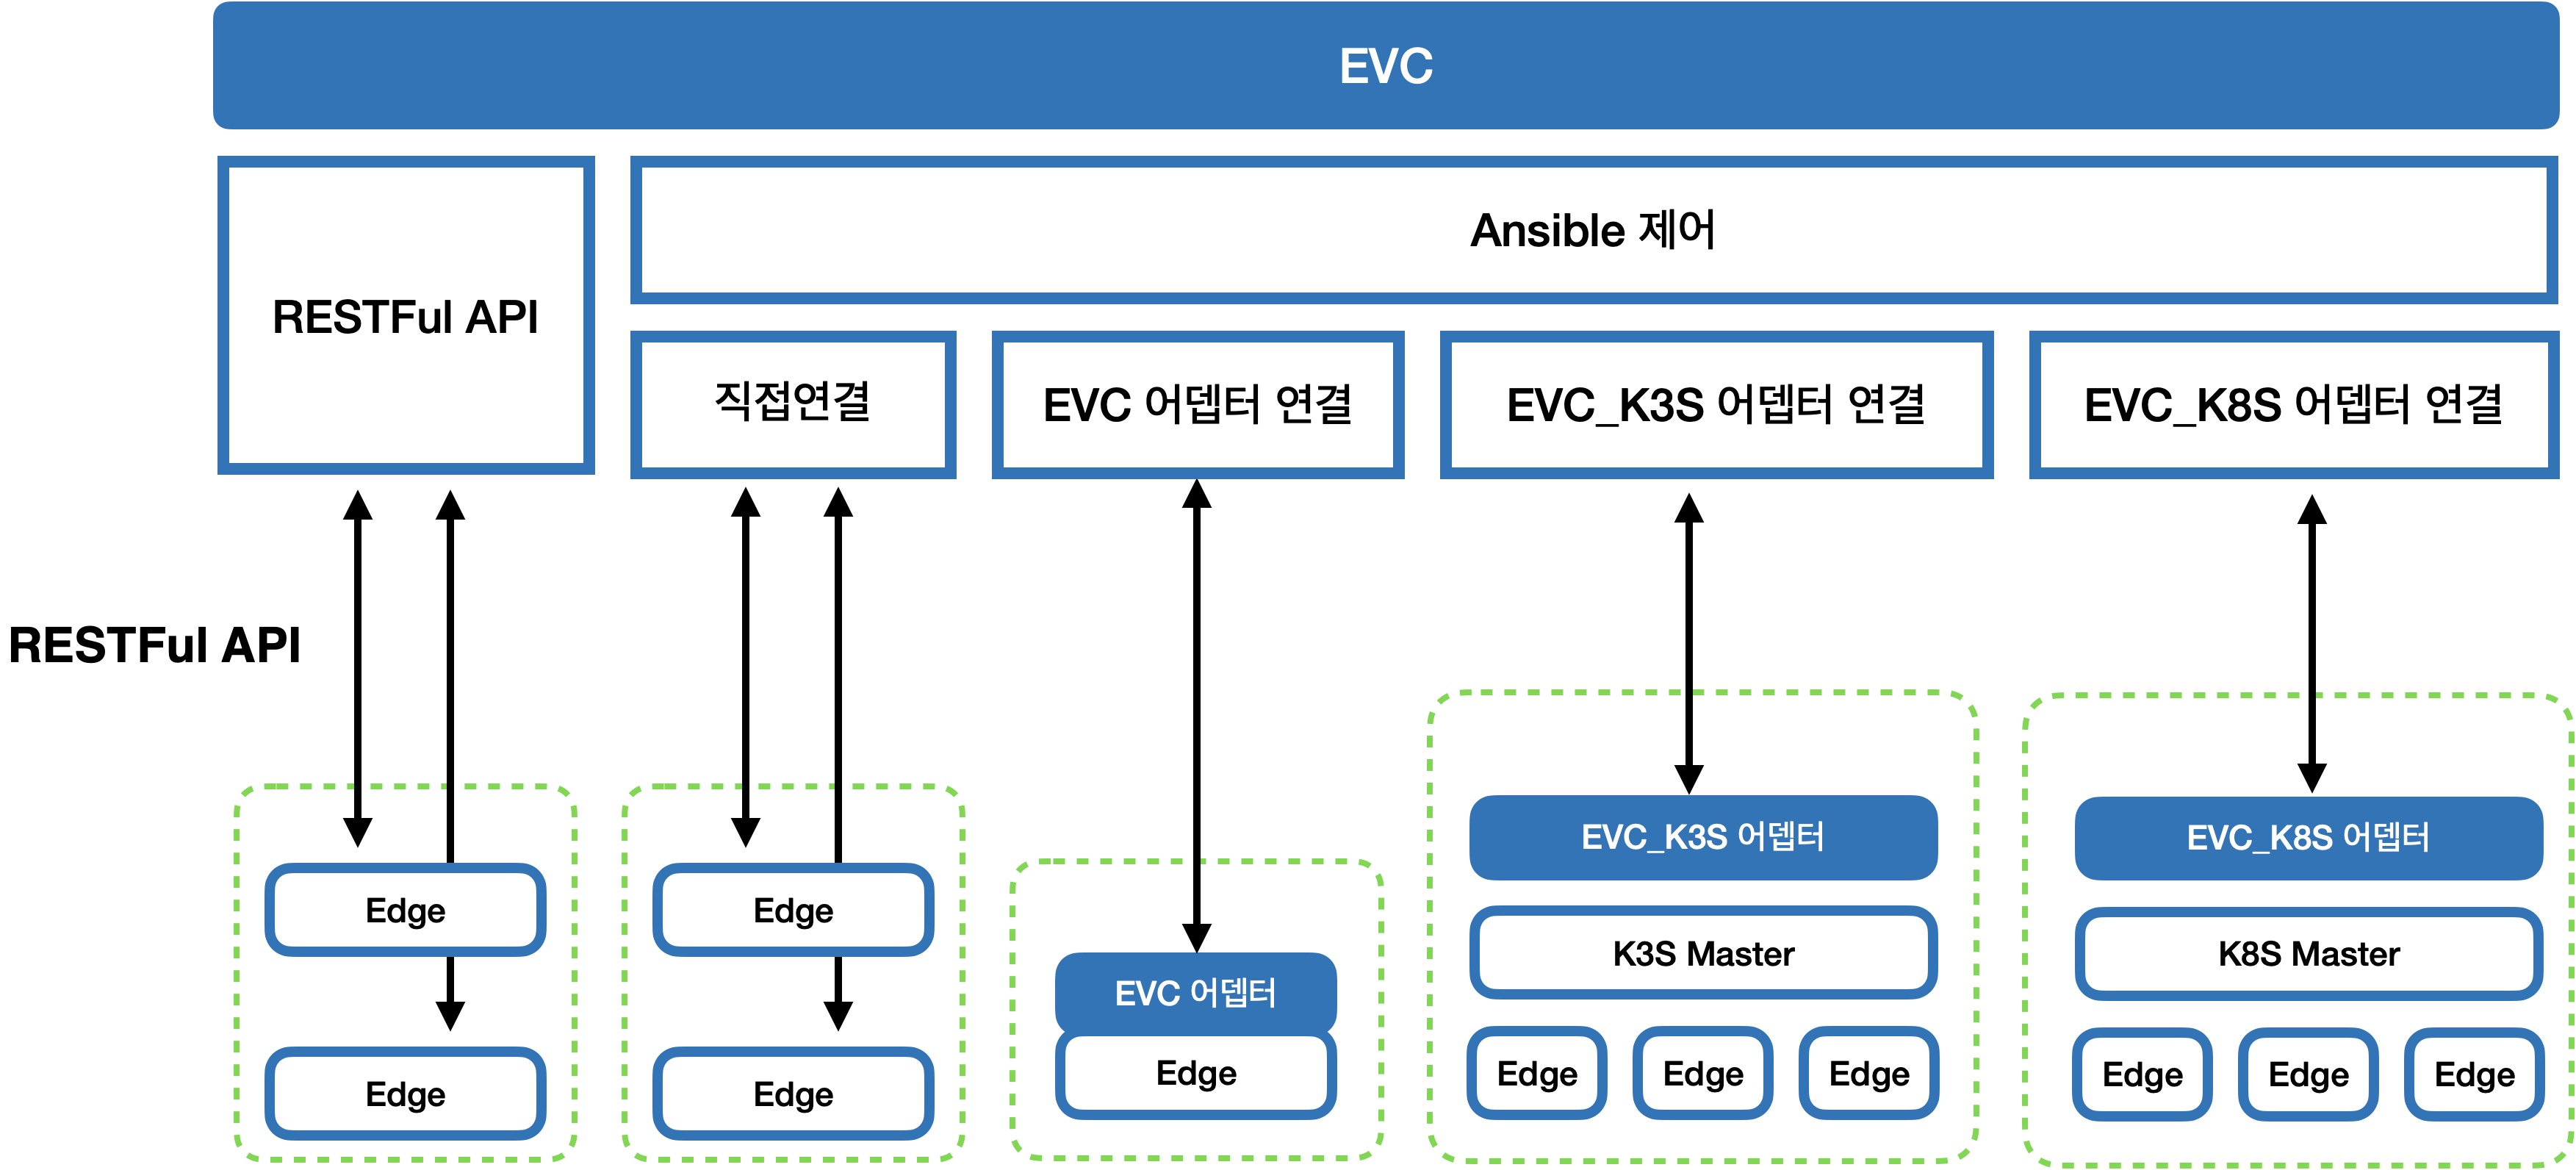 EVC
RESTFul API
Ansible 제어
직접연결
EVC 어뎁터 연결
EVC_K3S 어뎁터 연결
EVC_K8S 어뎁터 연결
RESTFul API
Edge
Edge
Edge
Edge
EVC 어뎁터
Edge
EVC_K3S 어뎁터
K3S Master
Edge
Edge
Edge
EVC_K8S 어뎁터
K8S Master
Edge
Edge
Edge